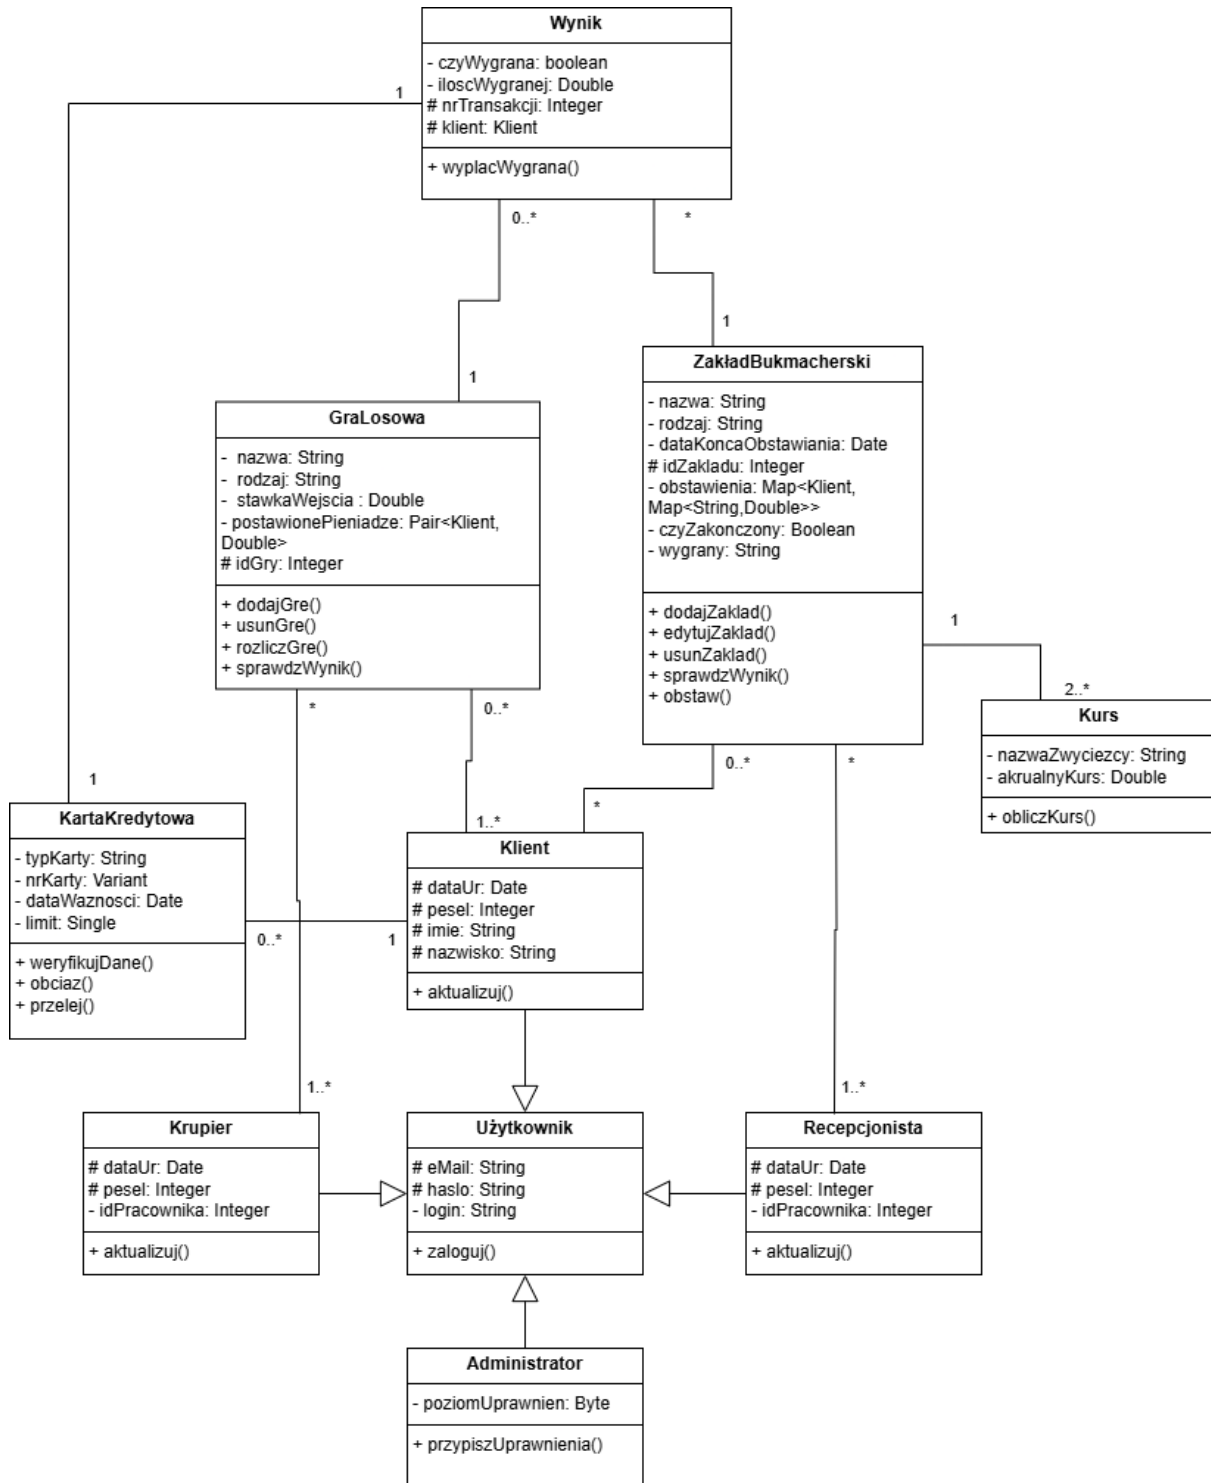 Wynik
- czyWygrana: boolean
- iloscWygranej: Double
# nrTransakcji: Integer
# klient: Klient
+ wyplacWygrana()
1
0..*
*
1
1
ZakładBukmacherski
- nazwa: String
- rodzaj: String
- dataKoncaObstawiania: Date
# idZakladu: Integer
- obstawienia: Map<Klient,
Map<String,Double>>
- czyZakonczony: Boolean
- wygrany: String
+ dodajZaklad()
+ edytujZaklad()
+ usunZaklad()
+ sprawdzWynik()
+ obstaw()
GraLosowa
- nazwa: String
- rodzaj: String
- stawkaWejscia : Double
- postawionePieniadze: Pair<Klient,
Double>
# idGry: Integer
+ dodajGre()
+ usunGre()
+ rozliczGre()
+ sprawdzWynik()
1
2..*
Kurs
- nazwaZwyciezcy: String
- akrualnyKurs: Double
+ obliczKurs()
*
0..*
0..*
*
1
1..*
*
KartaKredytowa
- typKarty: String
- nrKarty: Variant
- dataWaznosci: Date
- limit: Single
+ weryfikujDane()
+ obciaz()
+ przelej()
0..*
1
Klient
# dataUr: Date
# pesel: Integer
# imie: String
# nazwisko: String
+ aktualizuj()
1..*
1..*
Krupier
# dataUr: Date
# pesel: Integer
- idPracownika: Integer
+ aktualizuj()
Użytkownik
# eMail: String
# haslo: String
- login: String
+ zaloguj()
Recepcjonista
# dataUr: Date
# pesel: Integer
- idPracownika: Integer
+ aktualizuj()
Administrator
- poziomUprawnien: Byte
+ przypiszUprawnienia()